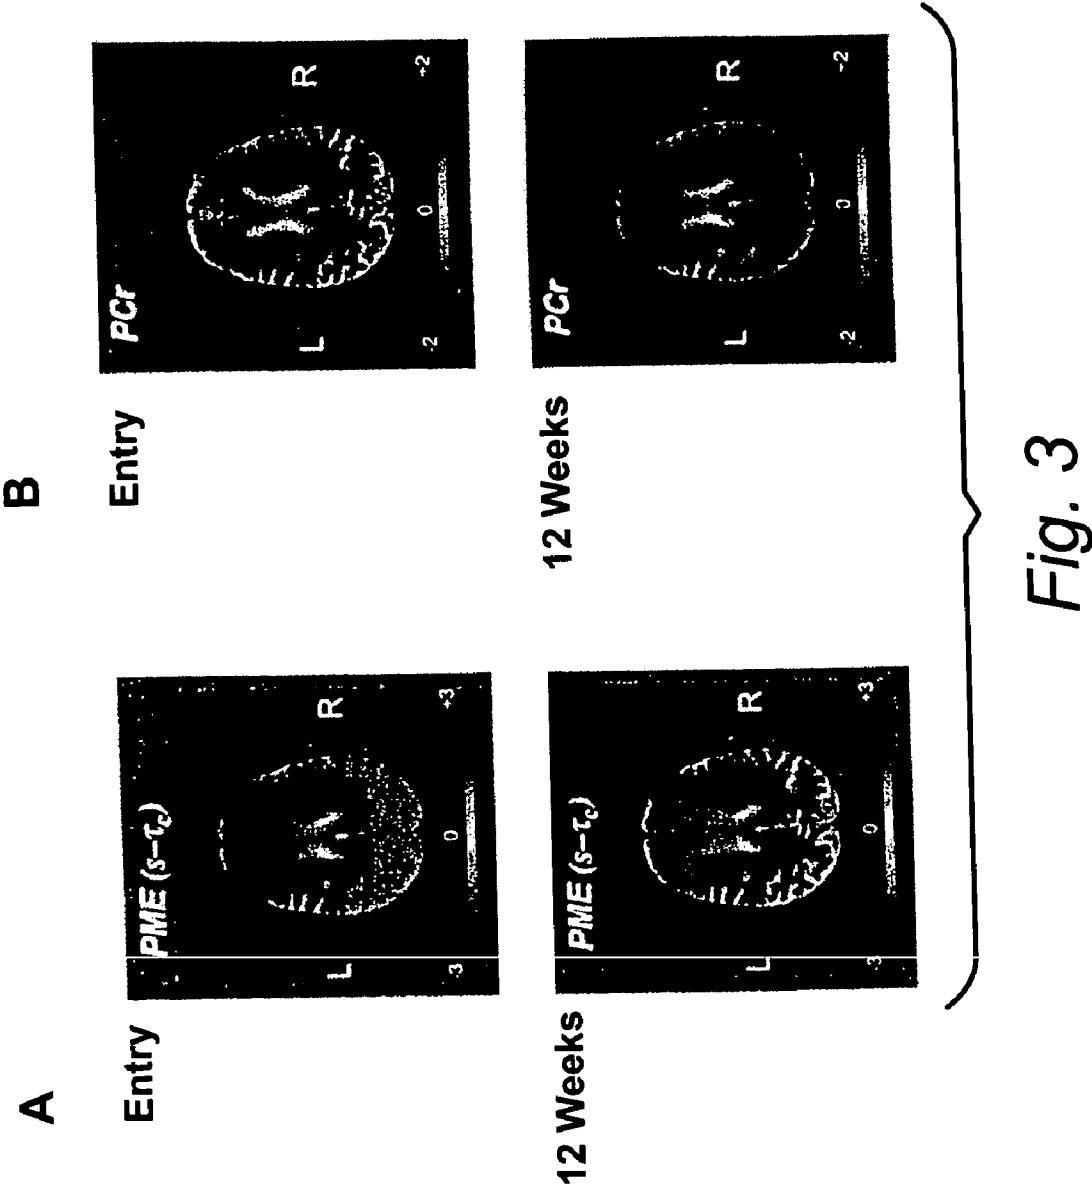 A
Entry
PME (s–τc)
L
R
-3
0
+3
12 Weeks
PME (s–τc)
L
R
-3
0
+3
B
Entry
PCr
L
R
-2
0
+2
12 Weeks
PCr
L
R
-2
0
+2
Fig. 3